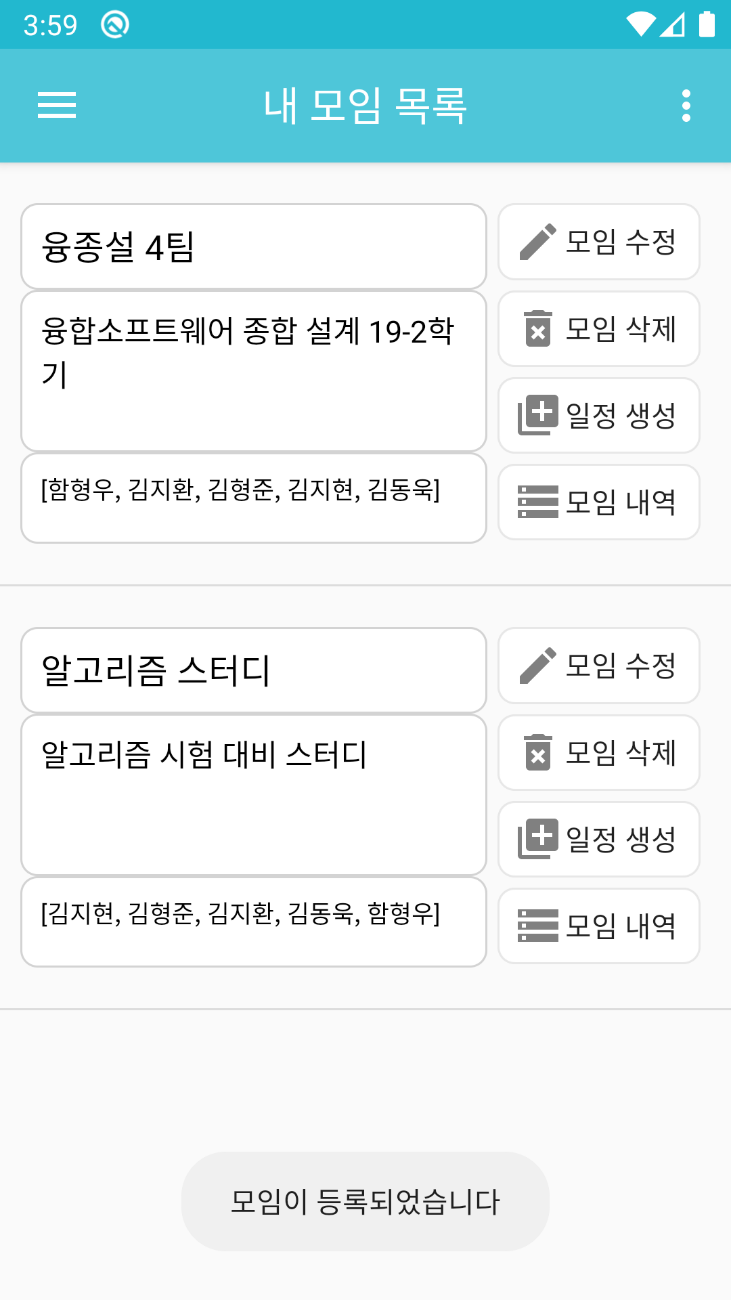 3:59
내 모임 목록
융종설 4팀
모임 수정
융합소프트웨어 종합 설계 19-2학
기
모임 삭제
일정 생성
[함형우, 김지환, 김형준, 김지현, 김동욱]
모임 내역
알고리즘 스터디
모임 수정
알고리즘 시험 대비 스터디
모임 삭제
일정 생성
[김지현, 김형준, 김지환, 김동욱, 함형우]
모임 내역
모임이 등록되었습니다